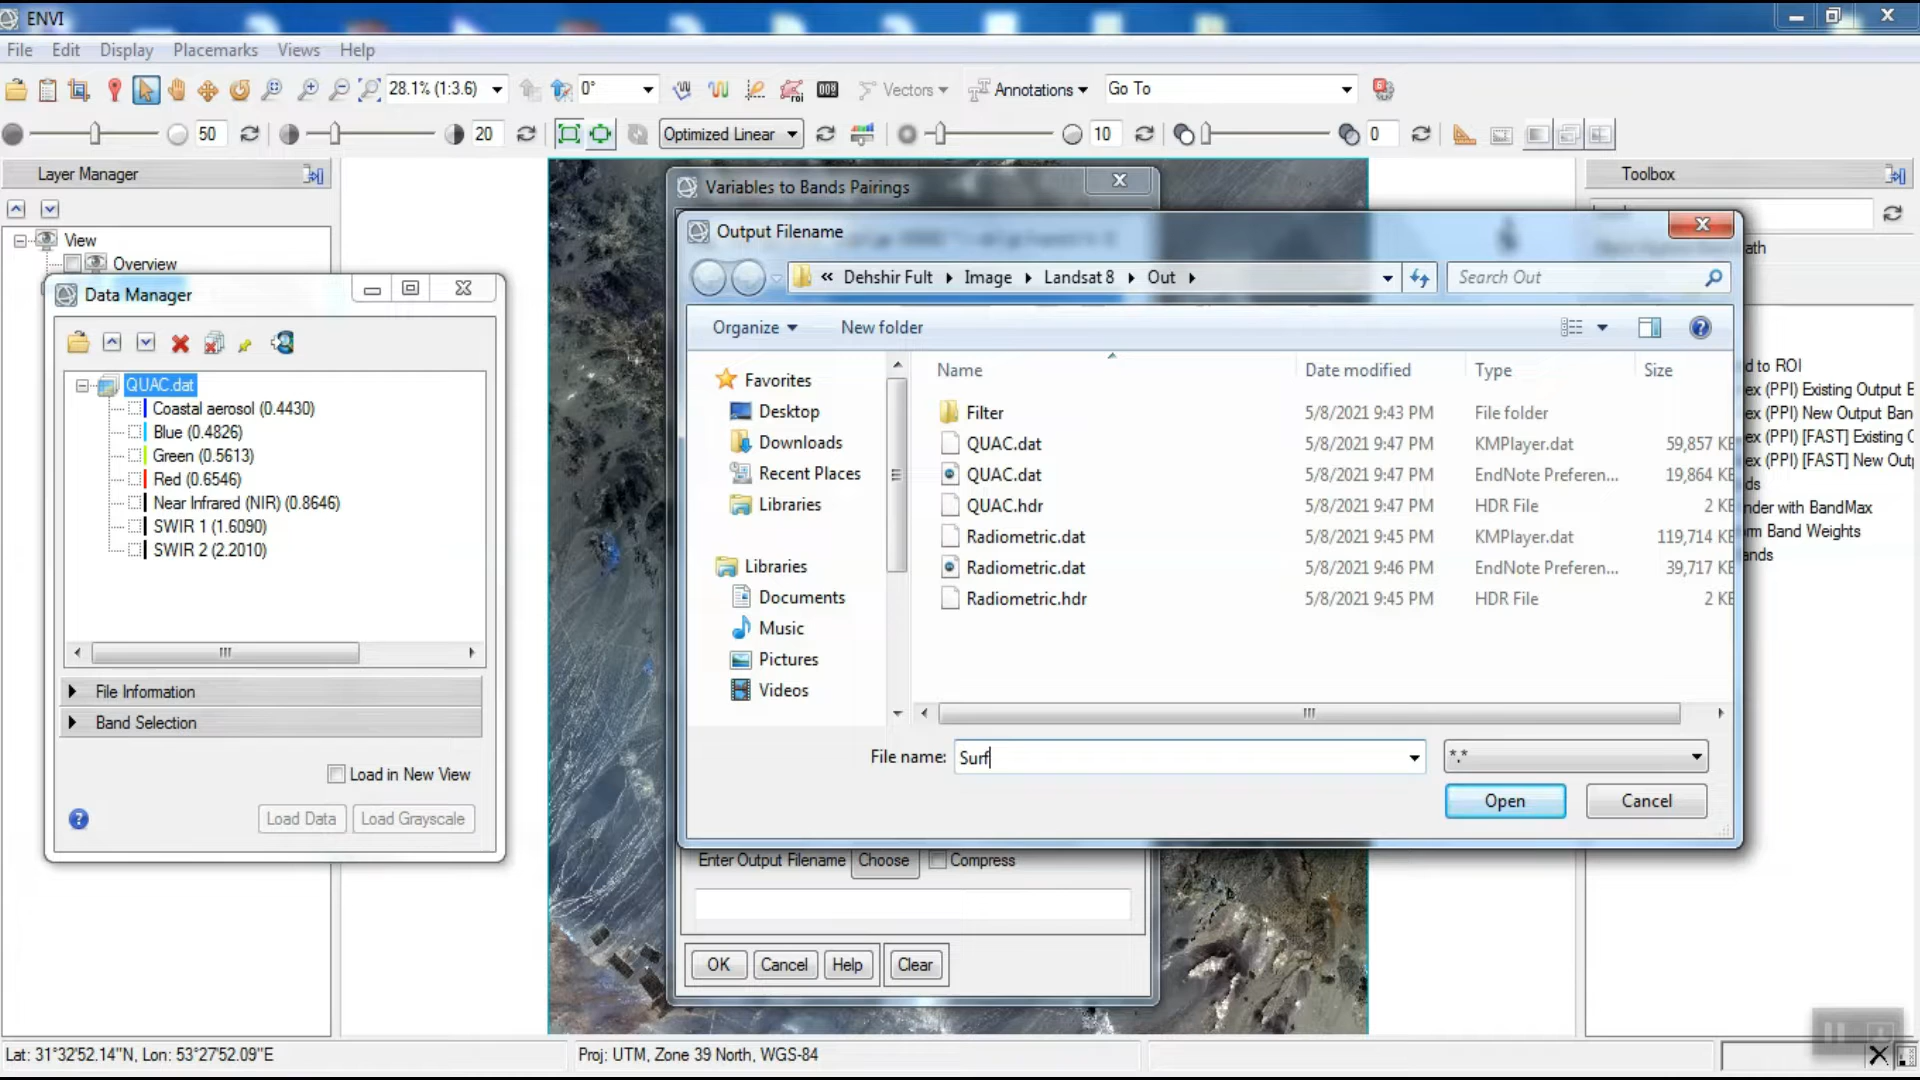 ENVI
File Edit Display Placemarks Views Help
28.1% (1:3.6) 0° Vectors Annotations Go To
50 20 Optimized Linear 10 0
Layer Manager
View
Overview
Data Manager
QUAC.dat
Coastal aerosol (0.4430)
Blue (0.4826)
Green (0.5613)
Red (0.6546)
Near Infrared (NIR) (0.8646)
SWIR 1 (1.6090)
SWIR 2 (2.2010)
File Information
Band Selection
Load in New View
Load Data Load Grayscale
Variables to Bands Pairings
Output Filename
« Dehshir Fult Image Landsat 8 Out
Search Out
Organize New folder
Favorites
Desktop
Downloads
Recent Places
Libraries
Libraries
Documents
Music
Pictures
Videos
Name Date modified Type Size
Filter 5/8/2021 9:43 PM File folder
QUAC.dat 5/8/2021 9:47 PM KMPlayer.dat 59,857 KB
QUAC.dat 5/8/2021 9:47 PM EndNote Preferen... 19,864 KB
QUAC.hdr 5/8/2021 9:47 PM HDR File 2 KB
Radiometric.dat 5/8/2021 9:45 PM KMPlayer.dat 119,714 KB
Radiometric.dat 5/8/2021 9:46 PM EndNote Preferen... 39,717 KB
Radiometric.hdr 5/8/2021 9:45 PM HDR File 2 KB
File name: Surf *.*
Open Cancel
Enter Output Filename Choose Compress
OK Cancel Help Clear
Toolbox
ath
d to ROI
ex (PPI) Existing Output B
ex (PPI) New Output Ban
ex (PPI) [FAST] Existing O
ex (PPI) [FAST] New Outp
ds
nder with BandMax
rm Band Weights
ands
Lat: 31°32'52.14"N, Lon: 53°27'52.09"E
Proj: UTM, Zone 39 North, WGS-84